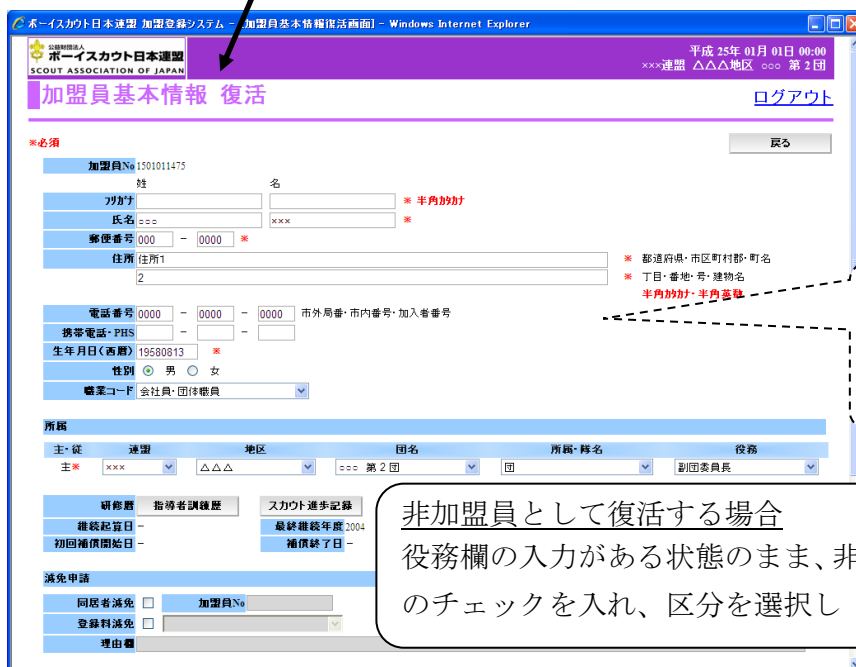 ボーイスカウト日本連盟 加盟登録システム - [加盟員基本情報復活画面] - Windows Internet Explorer
公益財団法人
ボーイスカウト日本連盟
SCOUT ASSOCIATION OF JAPAN
平成 25年 01月 01日 00:00
×××連盟 △△△地区 ○○○ 第2団
加盟員基本情報 復活
ログアウト
※必須
戻る
加盟員No 1501011475
姓 名
フリガナ ※ 半角カタカナ
氏名 ○○○ ××× ※
郵便番号 000 - 0000 ※
住所 住所1 ※ 都道府県・市区町村郡・町名
2 ※ 丁目・番地・号・建物名
半角カタカナ・半角英数
電話番号 0000 - 0000 - 0000 市外局番・市内番号・加入者番号
携帯電話・PHS - -
生年月日(西暦) 19580813 ※
性別 男 女
職業コード 会社員・団体職員
所属
主・従 連盟 地区 団名 所属・隊名 役務
主※ ××× △△△ ○○○ 第2団 団 副団委員長
研修暦 指導者訓練歴 スカウト進歩記録
継続起算日 - 最終継続年度 2004
初回補償開始日 - 補償終了日 -
減免申請
同居者減免 加盟員No
登録料減免
理由欄
非加盟員として復活する場合
役務欄の入力がある状態のまま、非
のチェックを入れ、区分を選択し